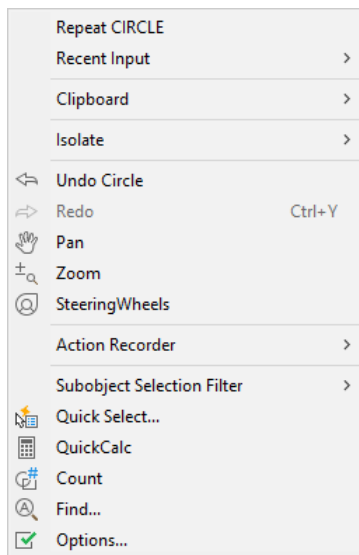 Repeat CIRCLE
Recent Input
Clipboard
Isolate
Undo Circle
Redo Ctrl+Y
Pan
Zoom
SteeringWheels
Action Recorder
Subobject Selection Filter
Quick Select...
QuickCalc
Count
Find...
Options...